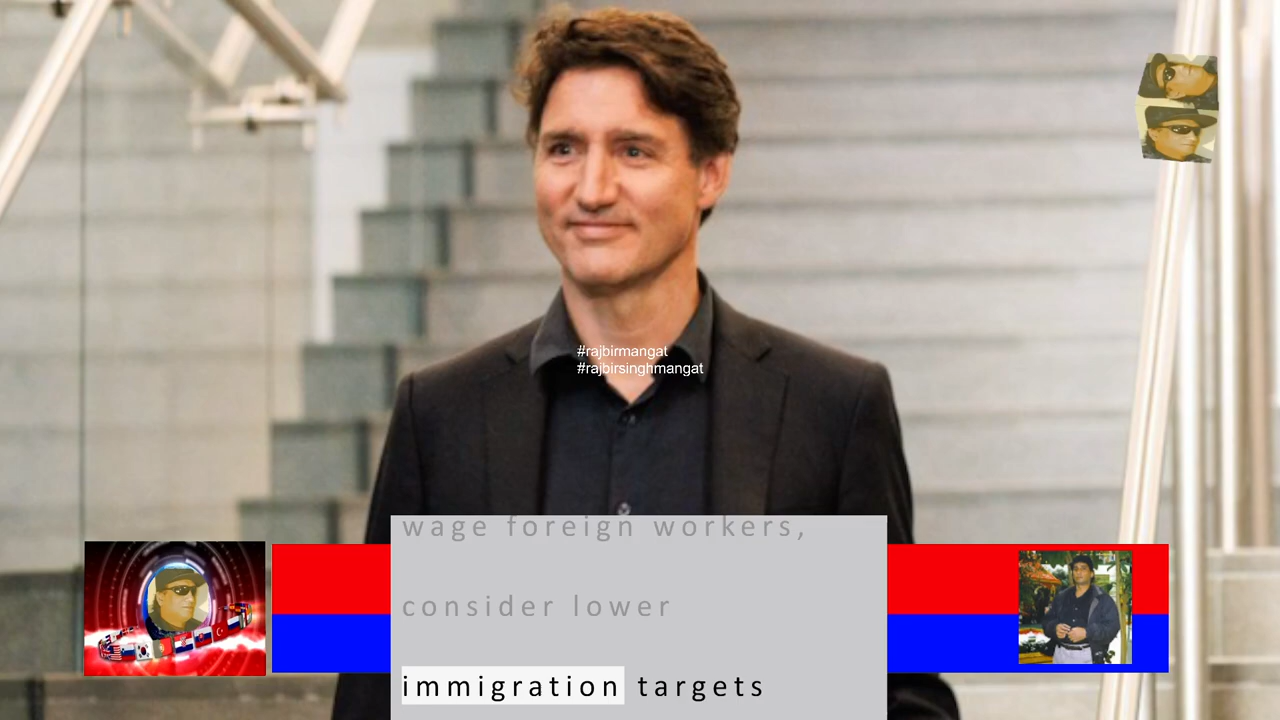 #rajbirmangat
#rajbirsinghmangat
wage foreign workers,
consider lower
immigration targets